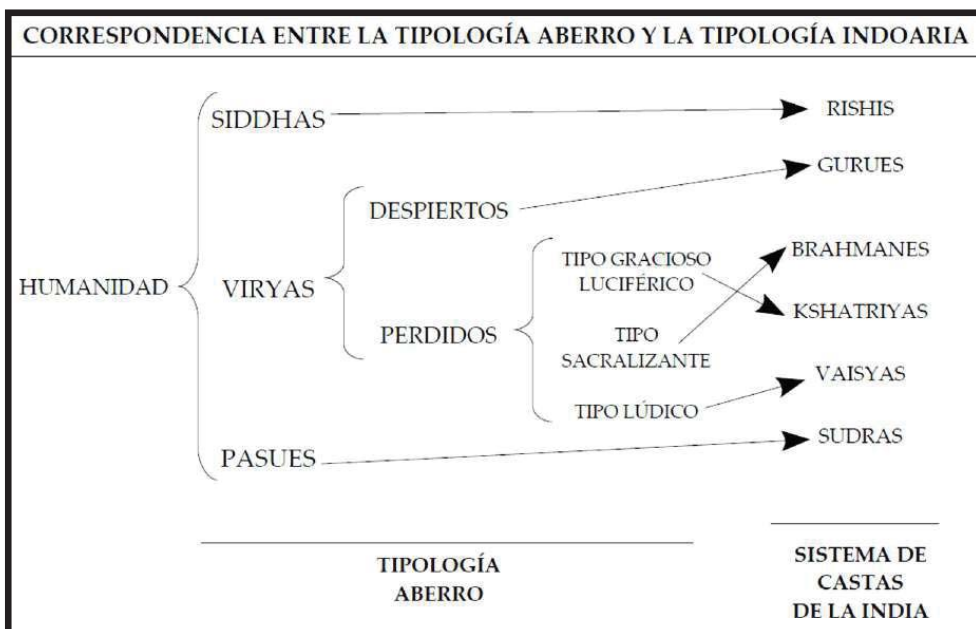 CORRESPONDENCIA ENTRE LA TIPOLOGÍA ABERRO Y LA TIPOLOGÍA INDOARIA
SIDDHAS
RISHIS
GURUES
DESPIERTOS
BRAHMANES
TIPO GRACIOSO
LUCIFÉRICO
HUMANIDAD
VIRYAS
KSHATRIYAS
PERDIDOS
TIPO
SACRALIZANTE
VAISYAS
TIPO LÚDICO
SUDRAS
PASUES
TIPOLOGÍA
ABERRO
SISTEMA DE
CASTAS
DE LA INDIA